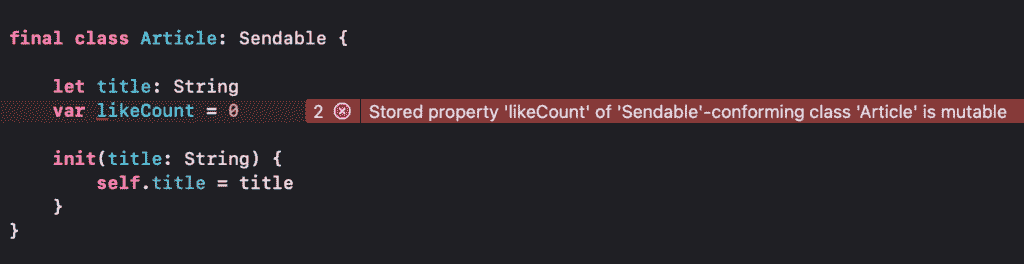 final class Article: Sendable {
let title: String
var likeCount = 0 2 Stored property 'likeCount' of 'Sendable'-conforming class 'Article' is mutable
init(title: String) {
self.title = title
}
}